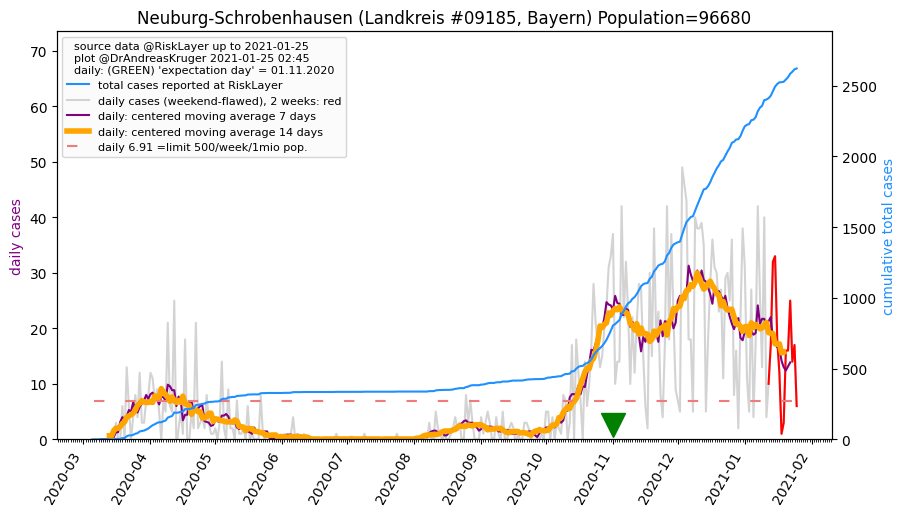 Neuburg-Schrobenhausen (Landkreis #09185, Bayern) Population=96680
source data @RiskLayer up to 2021-01-25
plot @DrAndreasKruger 2021-01-25 02:45
daily: (GREEN) 'expectation day' = 01.11.2020
total cases reported at RiskLayer
daily cases (weekend-flawed), 2 weeks: red
daily: centered moving average 7 days
daily: centered moving average 14 days
daily 6.91 =limit 500/week/1mio pop.
daily cases
70
60
50
40
30
20
10
0
cumulative total cases
2500
2000
1500
1000
500
0
2020-03
2020-04
2020-05
2020-06
2020-07
2020-08
2020-09
2020-10
2020-11
2020-12
2021-01
2021-02